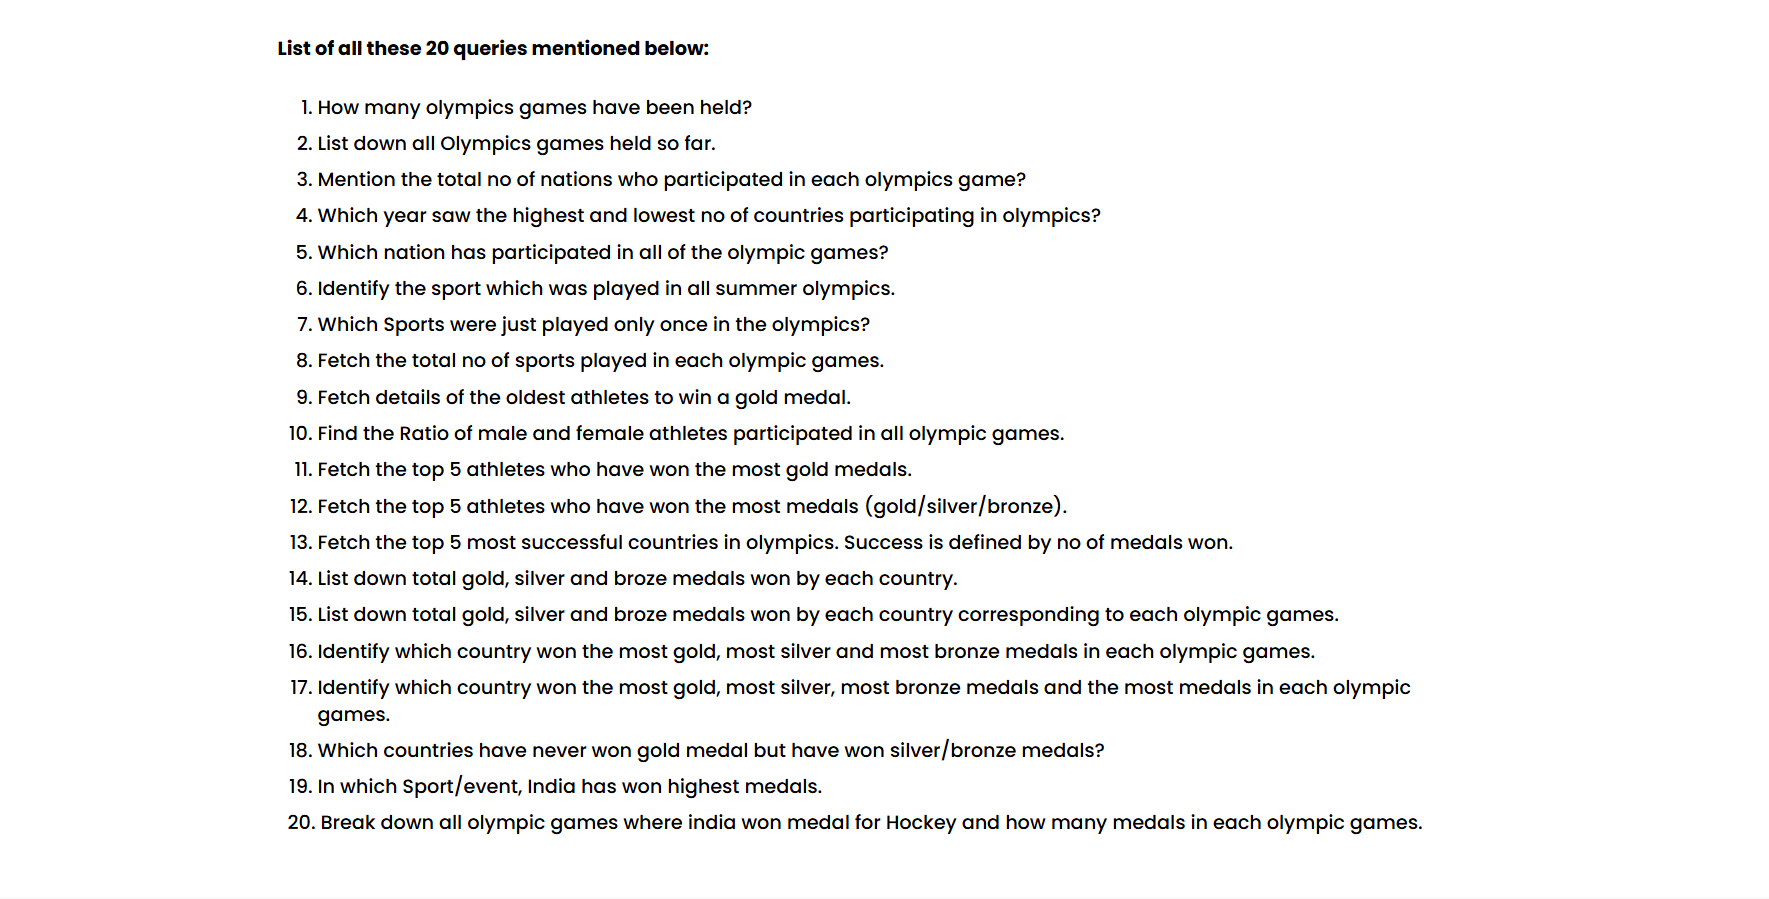 List of all these 20 queries mentioned below:
1. How many olympics games have been held?
2. List down all Olympics games held so far.
3. Mention the total no of nations who participated in each olympics game?
4. Which year saw the highest and lowest no of countries participating in olympics?
5. Which nation has participated in all of the olympic games?
6. Identify the sport which was played in all summer olympics.
7. Which Sports were just played only once in the olympics?
8. Fetch the total no of sports played in each olympic games.
9. Fetch details of the oldest athletes to win a gold medal.
10. Find the Ratio of male and female athletes participated in all olympic games.
11. Fetch the top 5 athletes who have won the most gold medals.
12. Fetch the top 5 athletes who have won the most medals (gold/silver/bronze).
13. Fetch the top 5 most successful countries in olympics. Success is defined by no of medals won.
14. List down total gold, silver and broze medals won by each country.
15. List down total gold, silver and broze medals won by each country corresponding to each olympic games.
16. Identify which country won the most gold, most silver and most bronze medals in each olympic games.
17. Identify which country won the most gold, most silver, most bronze medals and the most medals in each olympic
games.
18. Which countries have never won gold medal but have won silver/bronze medals?
19. In which Sport/event, India has won highest medals.
20. Break down all olympic games where india won medal for Hockey and how many medals in each olympic games.